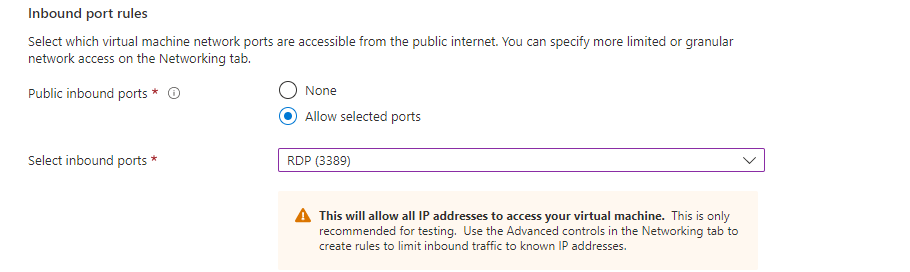 Inbound port rules
Select which virtual machine network ports are accessible from the public internet. You can specify more limited or granular
network access on the Networking tab.
Public inbound ports *
None
Allow selected ports
Select inbound ports *
RDP (3389)
This will allow all IP addresses to access your virtual machine. This is only
recommended for testing. Use the Advanced controls in the Networking tab to
create rules to limit inbound traffic to known IP addresses.